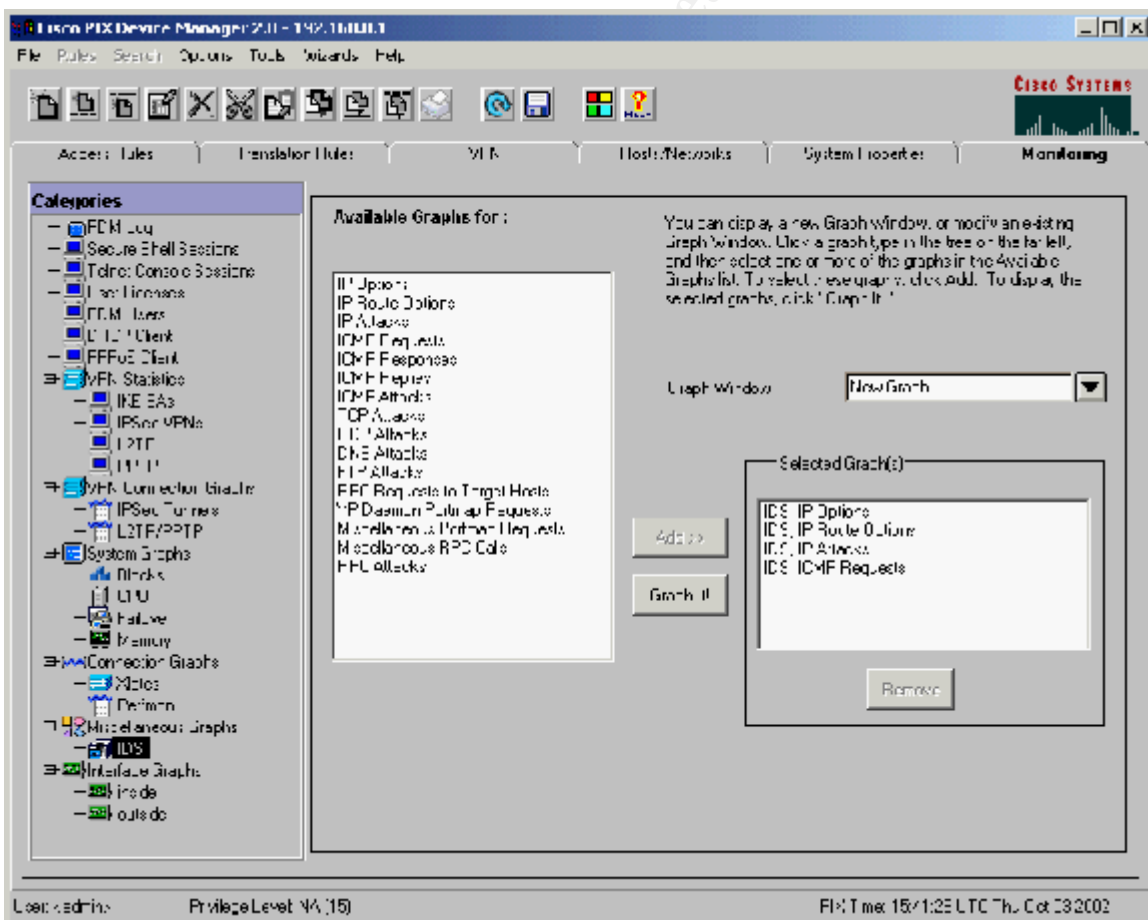 Cisco PIX Device Manager 2.0 - 192.168.0.1
File Rules Search Options Tools Wizards Help
CISCO SYSTEMS
Access Rules Translation Rules VPN Hosts/Networks System Properties Monitoring
Categories
PDM Log
Secure Shell Sessions
Telnet Console Sessions
User Licenses
PDM Users
DHCP Client
PPPoE Client
VPN Statistics
IKE SAs
IPSec VPNs
L2TP
PPTP
VPN Connection Graphs
IPSec Tunnels
L2TP/PPTP
System Graphs
Blocks
CPU
Failover
Memory
Connection Graphs
Xlates
Perfmon
Miscellaneous Graphs
IDS
Interface Graphs
inside
outside
Available Graphs for :
IP Options
IP Route Options
IP Attacks
ICMP Requests
ICMP Responses
ICMP Replies
ICMP Attacks
TCP Attacks
UDP Attacks
DNS Attacks
FTP Attacks
RPC Requests to Target Hosts
YP Daemon Portmap Requests
Miscellaneous Portmap Requests
Miscellaneous RPC Calls
RPC Attacks
You can display a new Graph window, or modify an existing
Graph Window. Click a graph type in the tree on the far left,
and then select one or more of the graphs in the Available
Graphs list. To select these graphs, click Add. To display the
selected graphs, click "Graph It."
Graph Window
New Graph
Add >>
Graph It!
Selected Graph(s)
IDS, IP Options
IDS, IP Route Options
IDS, IP Attacks
IDS, ICMP Requests
Remove
User: <admin> Privilege Level: NA (15) PIX Time: 15:41:28 UTC Thu Oct 03 2002